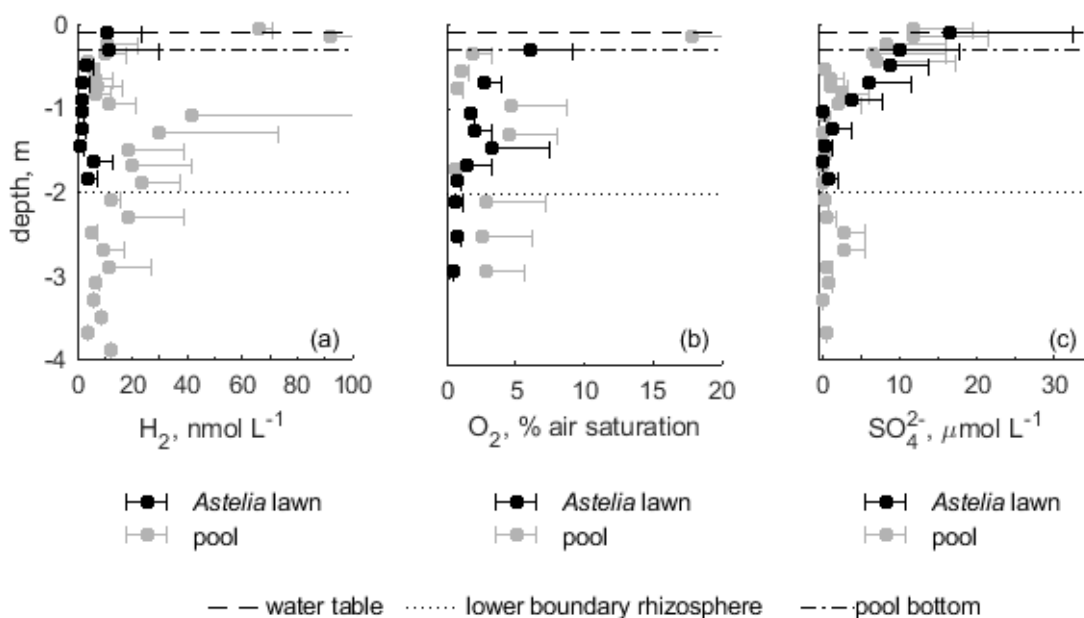 0
-1
-2
-3
-4
depth, m
(a)
(b)
(c)
0 20 40 60 80 100
0 5 10 15 20
0 10 20 30
H₂, nmol L⁻¹
O₂, % air saturation
SO₄²⁻, μmol L⁻¹
Astelia lawn
pool
Astelia lawn
pool
Astelia lawn
pool
water table lower boundary rhizosphere pool bottom